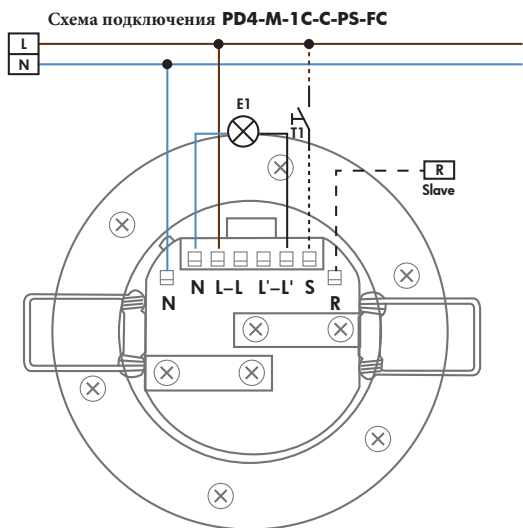 Схема подключения PD4-M-1C-C-PS-FC
L
N
E1
T1
R
Slave
N L–L L'–L' S
N R